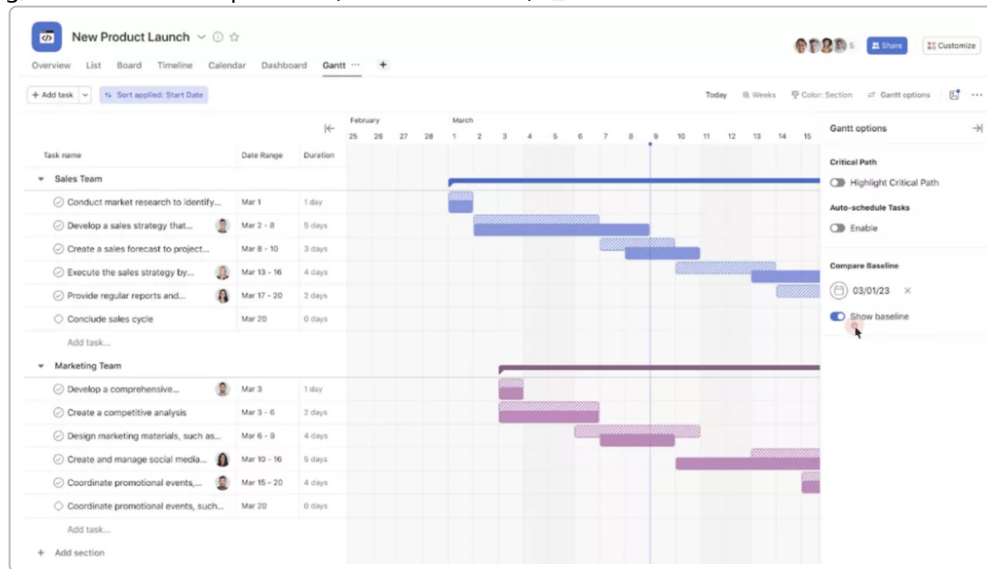 New Product Launch
5
Share
Customize
Overview List Board Timeline Calendar Dashboard Gantt ... +
+ Add task
Sort applied: Start Date
Today Weeks Color: Section Gantt options ...
February March
25 26 27 28 1 2 3 4 5 6 7 8 9 10 11 12 13 14 15
Task name Date Range Duration
Sales Team
Conduct market research to identify... Mar 1 1 day
Develop a sales strategy that... Mar 2 - 8 5 days
Create a sales forecast to project... Mar 8 - 10 3 days
Execute the sales strategy by... Mar 13 - 16 4 days
Provide regular reports and... Mar 17 - 20 2 days
Conclude sales cycle Mar 20 0 days
Add task...
Marketing Team
Develop a comprehensive... Mar 3 1 day
Create a competitive analysis Mar 3 - 6 2 days
Design marketing materials, such as... Mar 6 - 9 4 days
Create and manage social media... Mar 10 - 16 5 days
Coordinate promotional events,... Mar 15 - 20 4 days
Coordinate promotional events, such... Mar 20 0 days
Add task...
+ Add section
Gantt options
Critical Path
Highlight Critical Path
Auto-schedule Tasks
Enable
Compare Baseline
03/01/23 ×
Show baseline